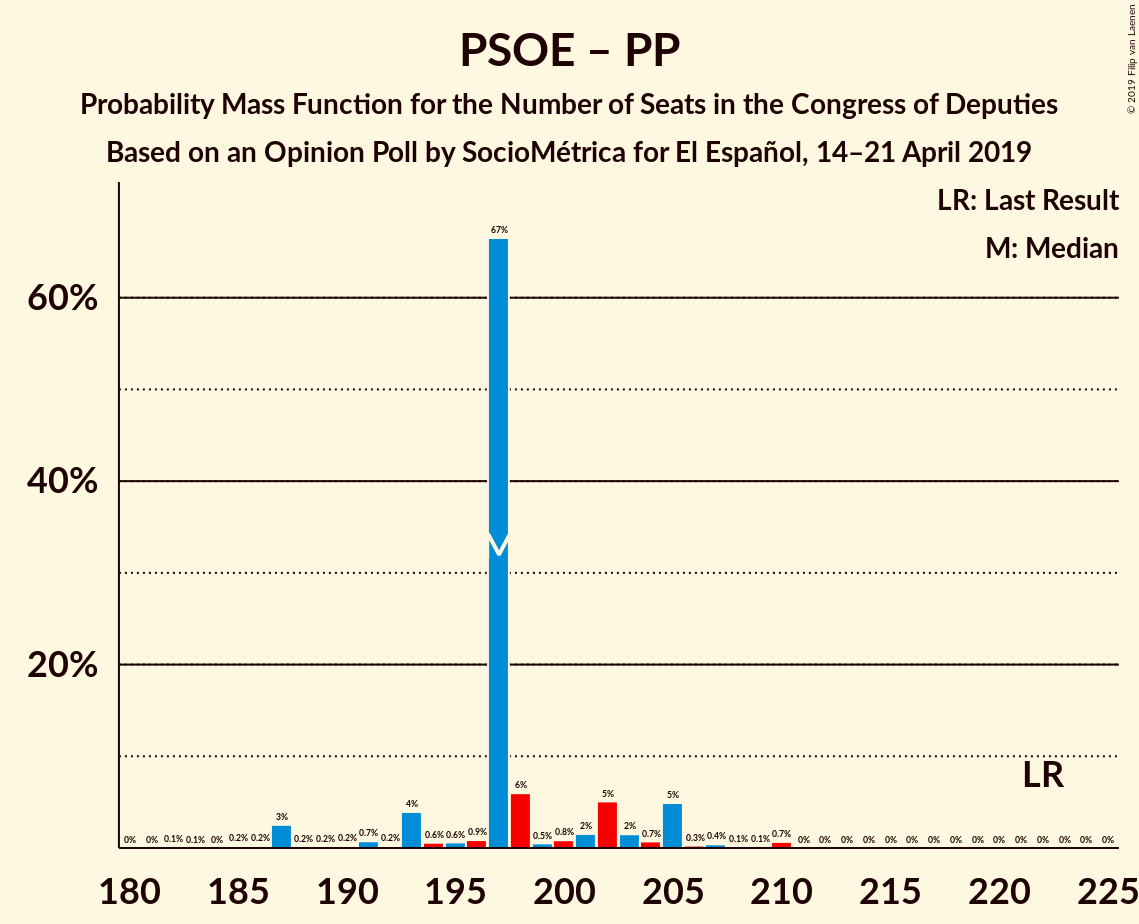 PSOE – PP
Probability Mass Function for the Number of Seats in the Congress of Deputies
Based on an Opinion Poll by SocioMétrica for El Español, 14–21 April 2019
© 2019 Filip van Laenen
LR: Last Result
M: Median
60%
40%
20%
67%
6%
5%
5%
4%
3%
0% 0% 0.1% 0.1% 0% 0.2% 0.2% 0.2% 0.2% 0.2% 0.7% 0.2% 0.6% 0.6% 0.9% 0.5% 0.8% 2% 2% 0.7% 0.3% 0.4% 0.1% 0.1% 0.7% 0% 0% 0% 0% 0% 0% 0% 0% 0% 0% 0% 0% 0% 0% 0%
M
LR
180 185 190 195 200 205 210 215 220 225